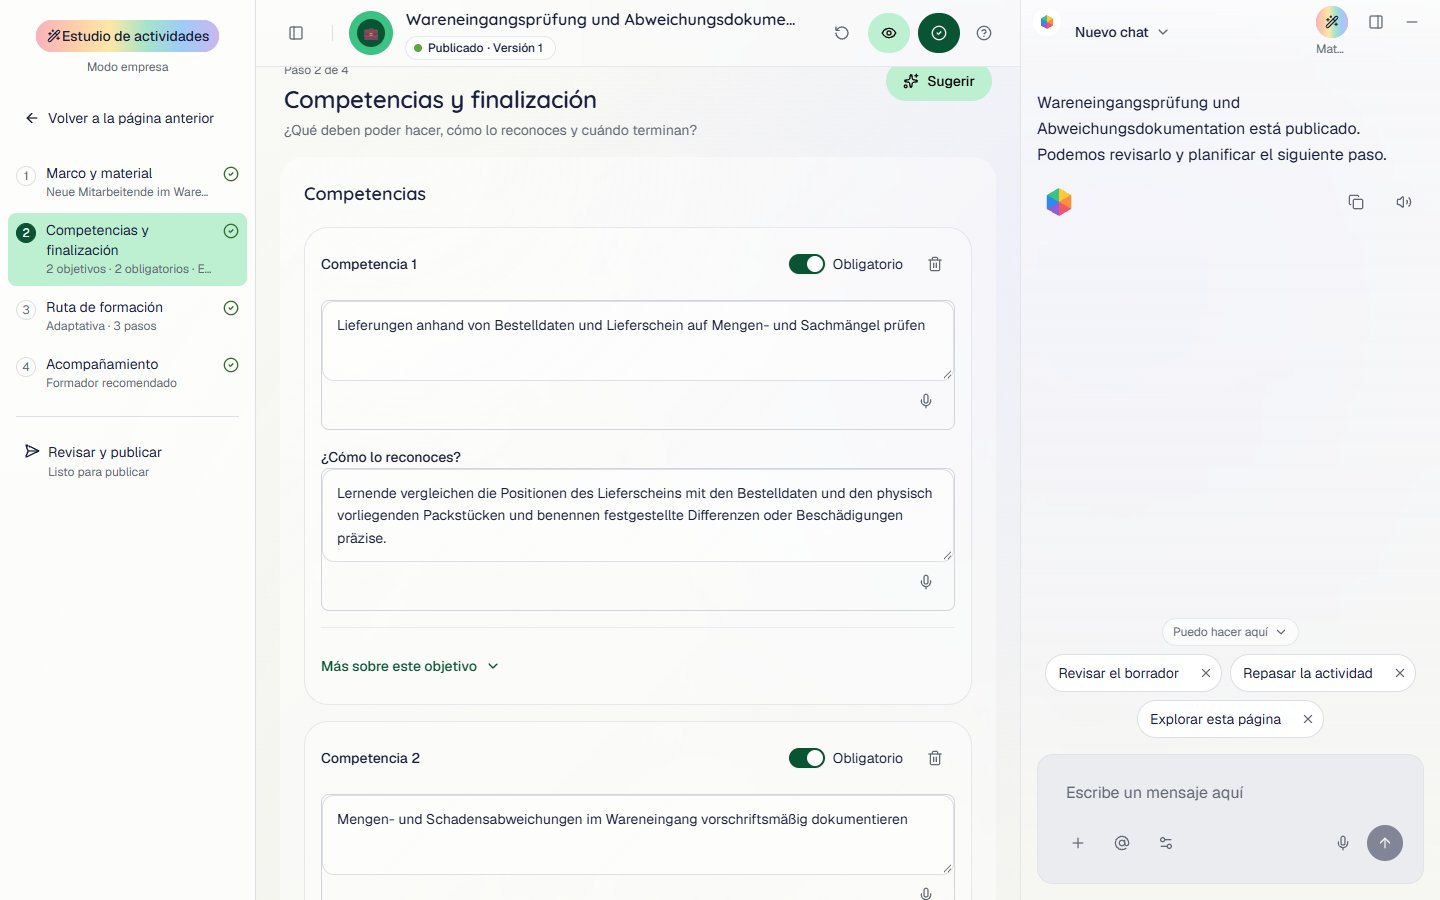 Estudio de actividades
Modo empresa
Volver a la página anterior
1
Marco y material
Neue Mitarbeitende im Ware...
2
Competencias y
finalización
2 objetivos · 2 obligatorios · E...
3
Ruta de formación
Adaptativa · 3 pasos
4
Acompañamiento
Formador recomendado
Revisar y publicar
Listo para publicar
Wareneingangsprüfung und Abweichungsdokume...
Publicado · Versión 1
Paso 2 de 4
Competencias y finalización
¿Qué deben poder hacer, cómo lo reconoces y cuándo terminan?
Sugerir
Competencias
Competencia 1
Obligatorio
Lieferungen anhand von Bestelldaten und Lieferschein auf Mengen- und Sachmängel prüfen
¿Cómo lo reconoces?
Lernende vergleichen die Positionen des Lieferscheins mit den Bestelldaten und den physisch
vorliegenden Packstücken und benennen festgestellte Differenzen oder Beschädigungen
präzise.
Más sobre este objetivo
Competencia 2
Obligatorio
Mengen- und Schadensabweichungen im Wareneingang vorschriftsmäßig dokumentieren
Nuevo chat
Mat...
Wareneingangsprüfung und
Abweichungsdokumentation está publicado.
Podemos revisarlo y planificar el siguiente paso.
Puedo hacer aquí
Revisar el borrador
Repasar la actividad
Explorar esta página
Escribe un mensaje aquí